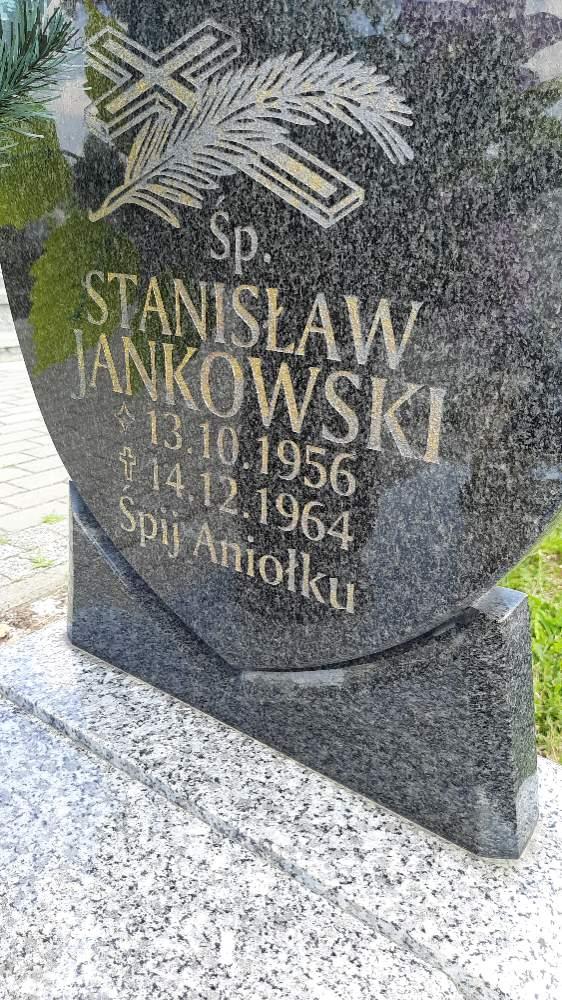 Śp.
STANISŁAW
JANKOWSKI
13.10.1956
14.12.1964
Śpij Aniołku